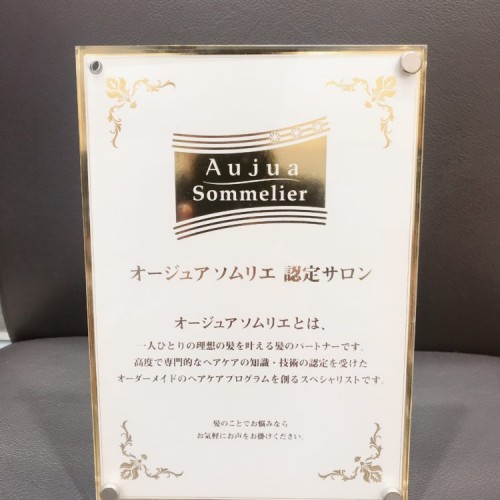 Aujua
Sommelier
オージュア ソムリエ 認定サロン
オージュア ソムリエとは、
一人ひとりの理想の髪を叶える髪のパートナーです。
高度で専門的なヘアケアの知識・技術の認定を受けた
オーダーメイドのヘアケアプログラムを創るスペシャリストです。
髪のことでお悩みなら
お気軽にお声をお掛けください。